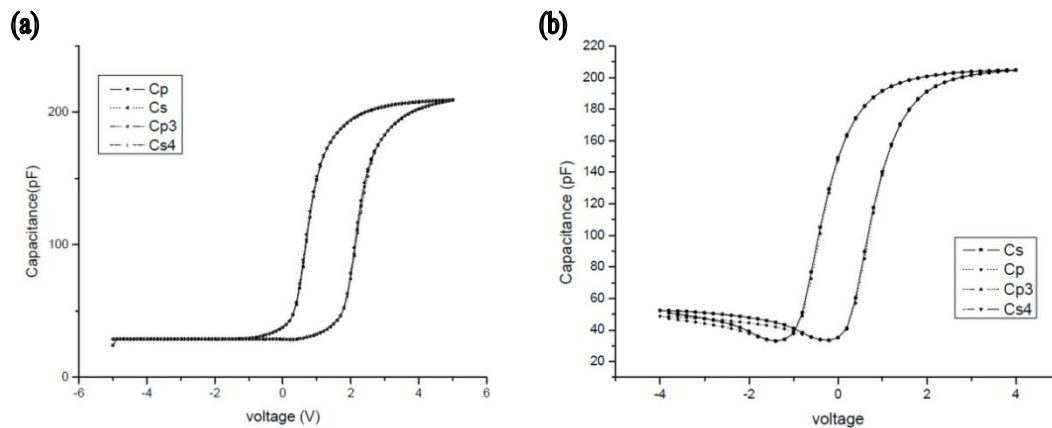 (a)
(b)
Cp
Cs
Cp3
Cs4
200
100
0
Capacitance(pF)
-6 -4 -2 0 2 4 6
voltage (V)
220
200
180
160
140
120
100
80
60
40
20
Capacitance (pF)
Cs
Cp
Cp3
Cs4
-4 -2 0 2 4
voltage